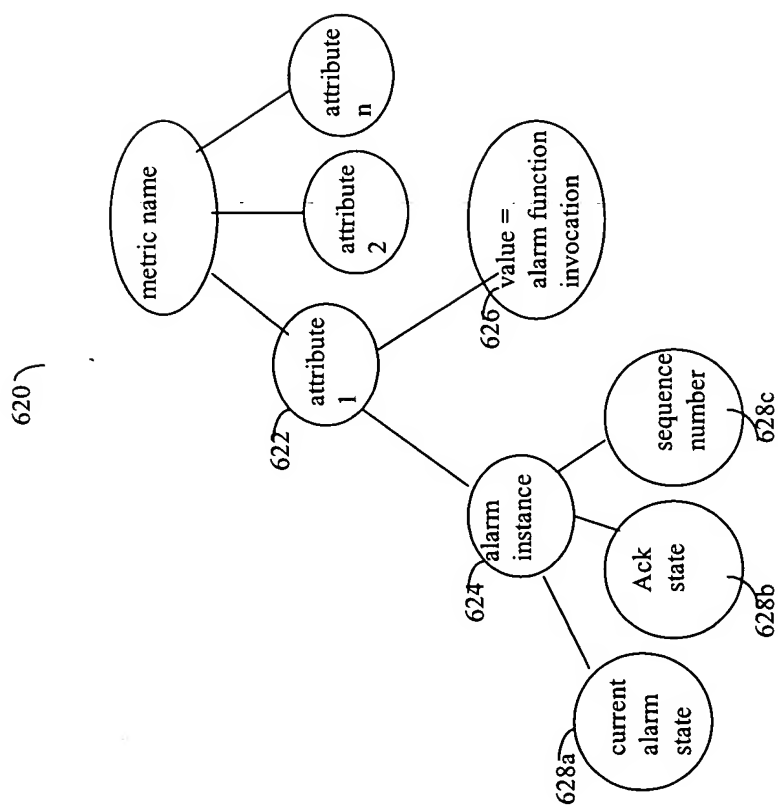 620
metric name
attribute
n
attribute
2
attribute
1
622
626
value =
alarm function
invocation
624
alarm
instance
sequence
number
628c
Ack
state
628b
current
alarm
state
628a